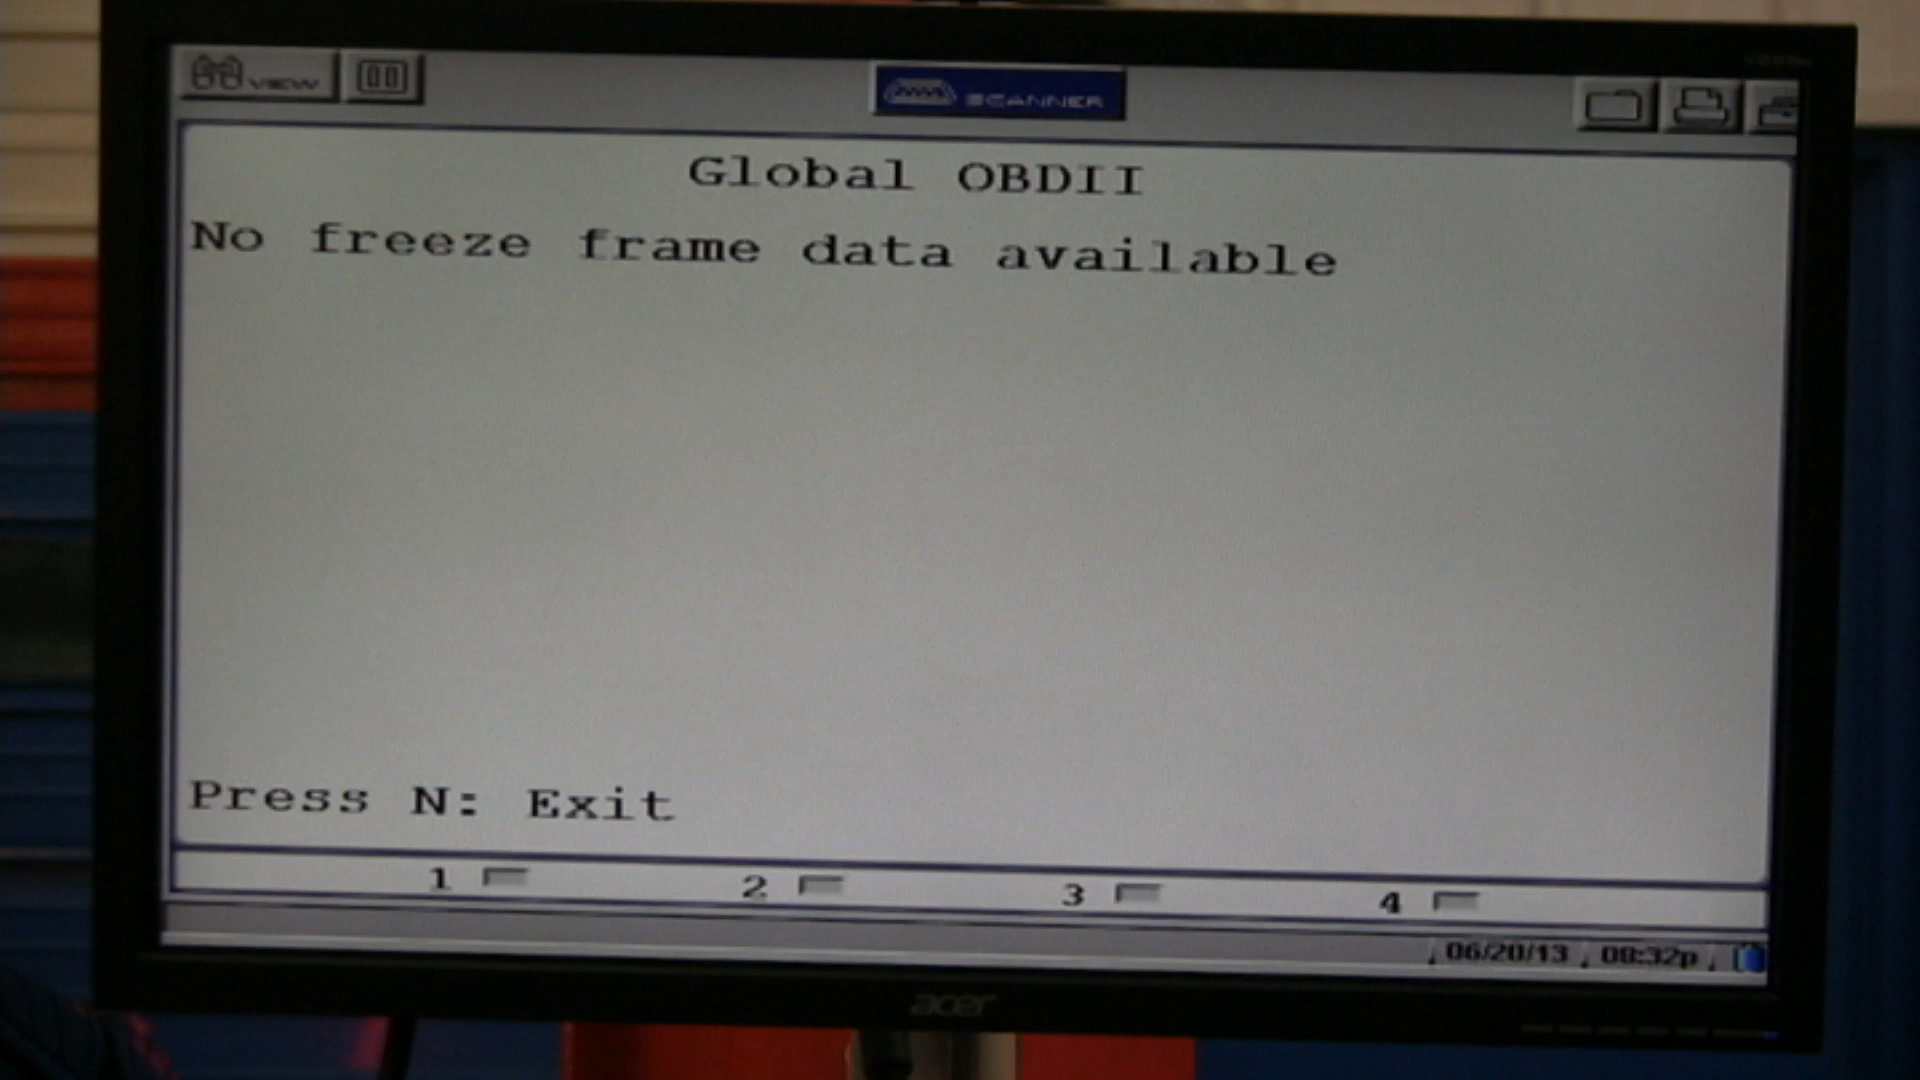 VIEW
SCANNER
Global OBDII
No freeze frame data available
Press N: Exit
1 2 3 4
06/20/13 08:32p
acer